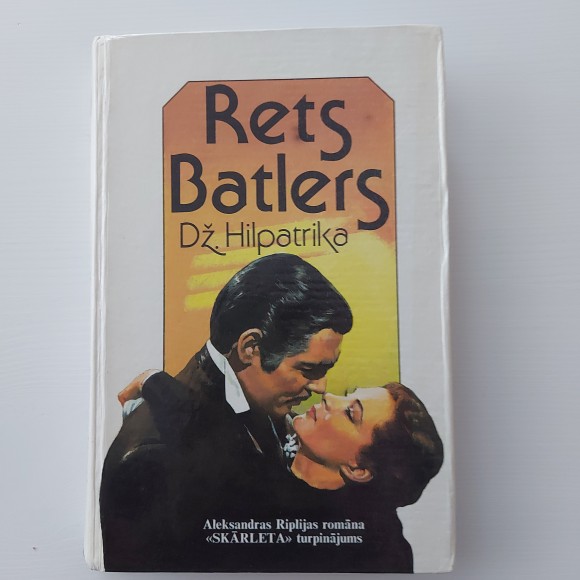 Rets
Batlers
Dž. Hilpatrika
Aleksandras Riplijas romāna
«SKĀRLETA» turpinājums